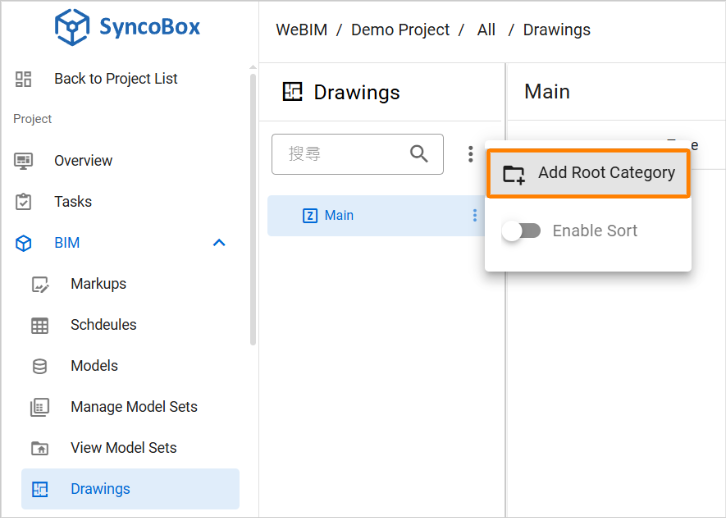 SyncoBox
WeBIM / Demo Project / All / Drawings
Back to Project List
Project
Overview
Tasks
BIM
Markups
Schdeules
Models
Manage Model Sets
View Model Sets
Drawings
Drawings
搜尋
Main
Main
Add Root Category
Enable Sort